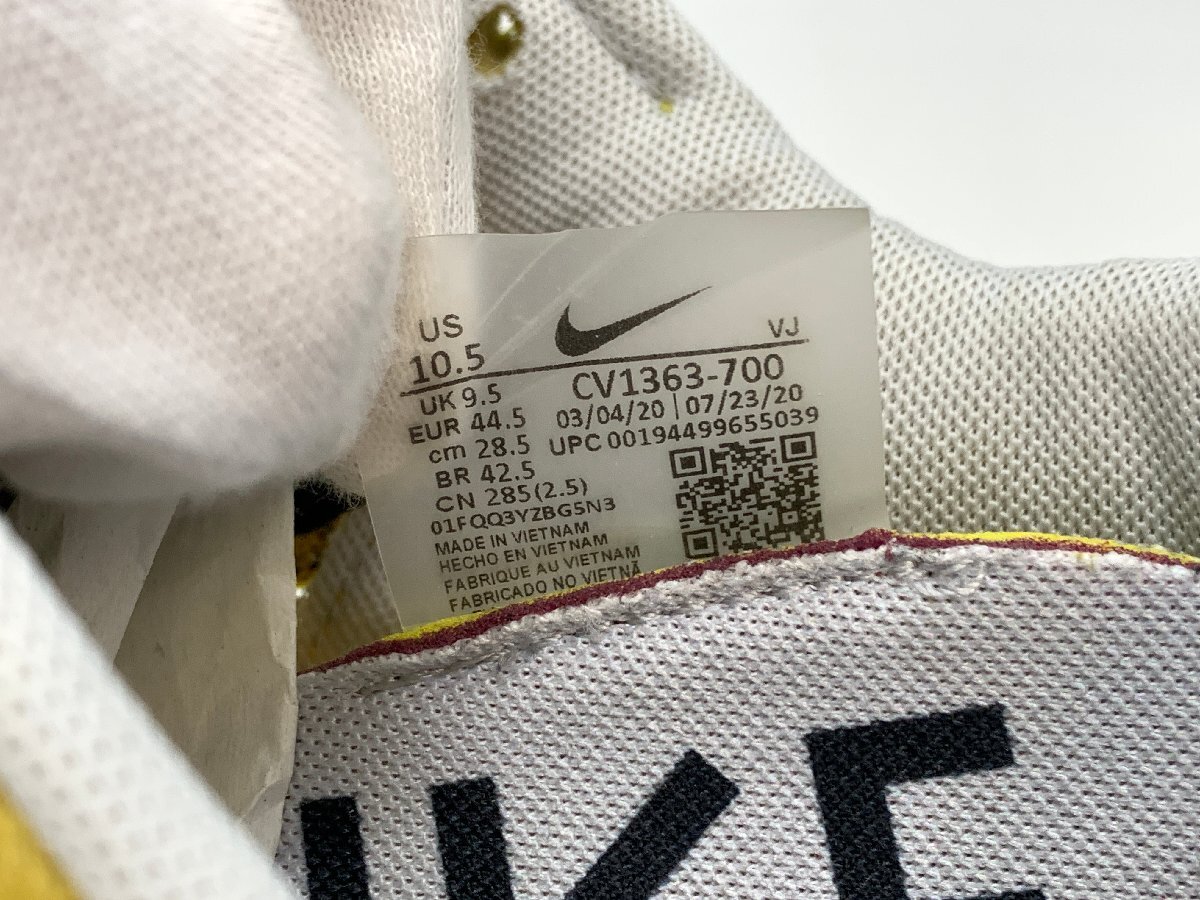 US
10.5
VJ
UK 9.5
CV1363-700
EUR 44.5
03/04/20 | 07/23/20
cm 28.5
UPC 00194499655039
BR 42.5
CN 285(2.5)
01FQQ3YZBG5N3
MADE IN VIETNAM
HECHO EN VIETNAM
FABRIQUE AU VIETNAM
FABRICADO NO VIETNÃ
IKE